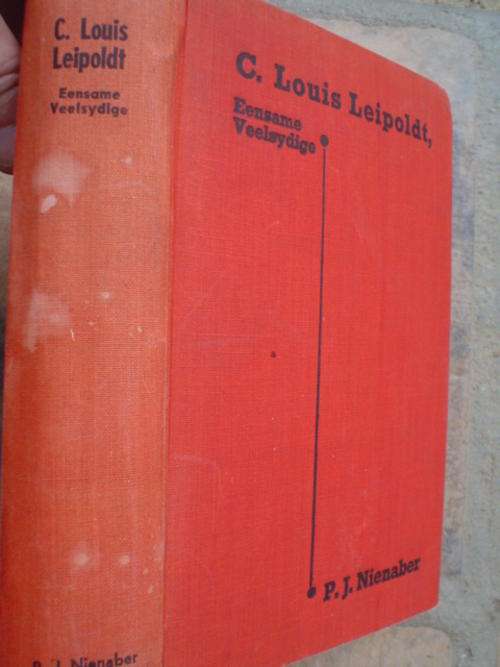 C. Louis
Leipoldt
Eensame
Veelsydige
P. J. Nienaber
C. Louis Leipoldt,
Eensame
Veelsydige
P. J. Nienaber